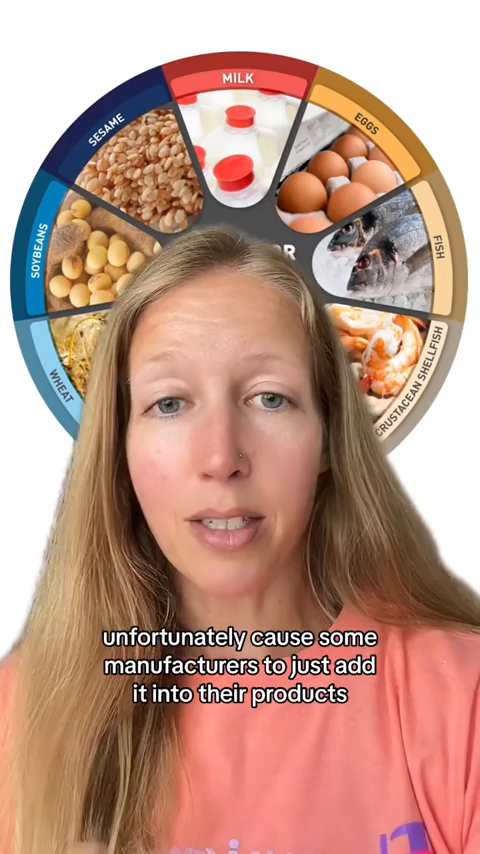 MILK
EGGS
FISH
CRUSTACEAN SHELLFISH
WHEAT
SOYBEANS
SESAME
unfortunately cause some
manufacturers to just add
it into their products